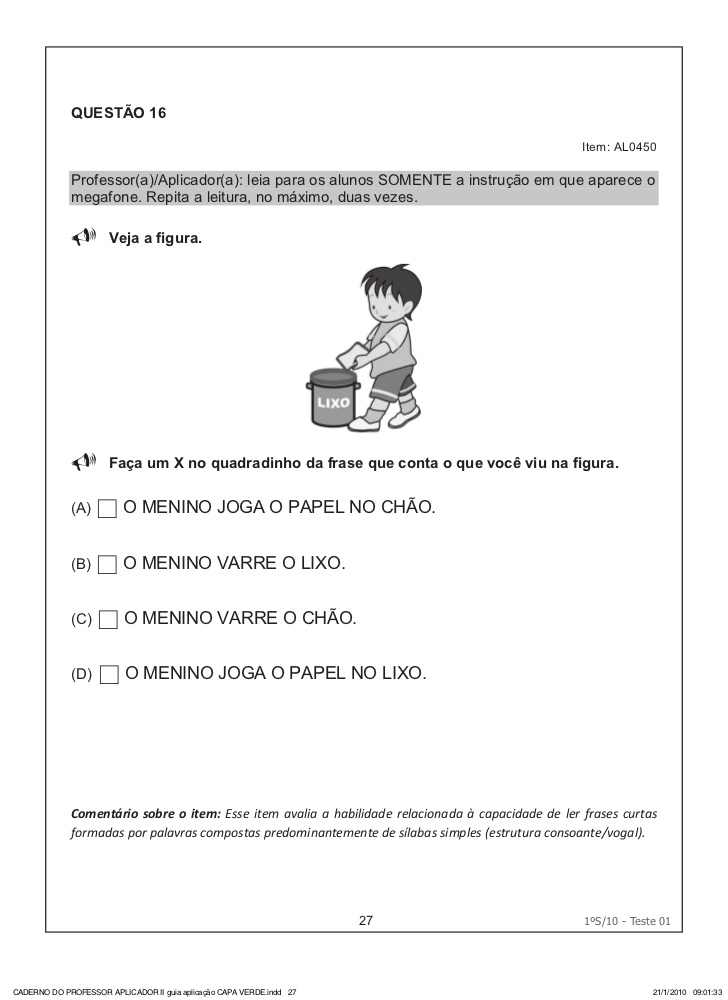 QUESTÃO 16
Item: AL0450
Professor(a)/Aplicador(a): leia para os alunos SOMENTE a instrução em que aparece o
megafone. Repita a leitura, no máximo, duas vezes.
Veja a figura.
LIXO
Faça um X no quadradinho da frase que conta o que você viu na figura.
(A) O MENINO JOGA O PAPEL NO CHÃO.
(B) O MENINO VARRE O LIXO.
(C) O MENINO VARRE O CHÃO.
(D) O MENINO JOGA O PAPEL NO LIXO.
Comentário sobre o item: Esse item avalia a habilidade relacionada à capacidade de ler frases curtas
formadas por palavras compostas predominantemente de sílabas simples (estrutura consoante/vogal).
27
1ºS/10 - Teste 01
CADERNO DO PROFESSOR APLICADOR II guia aplicação CAPA VERDE.indd 27
21/1/2010 09:01:33